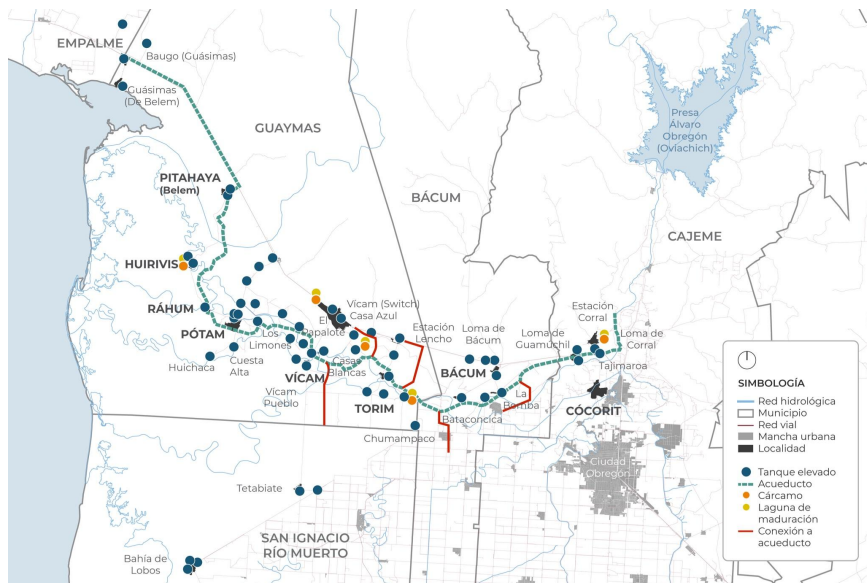 EMPALME
Baugo (Guásimas)
Guásimas
(De Belem)
GUAYMAS
Presa
Álvaro
Obregón
(Oviachich)
PITAHAYA
(Belem)
BÁCUM
CAJEME
HUIRIVIS
RÁHUM
PÓTAM
Huichaca
Cuesta
Alta
Los
Limones
El
Papalote
Vícam (Switch)
Casa Azul
Casas
Blancas
Estación
Lencho
VÍCAM
Vícam
Pueblo
TORIM
Chumampaco
Loma de
Bácum
BÁCUM
Bataconcica
La
Bomba
Loma de
Guamúchil
Estación
Corral
Loma de
Corral
Tajimaroa
CÓCORIT
Ciudad
Obregón
Tetabiate
SAN IGNACIO
RÍO MUERTO
Bahía de
Lobos
SIMBOLOGÍA
Red hidrológica
Municipio
Red vial
Mancha urbana
Localidad
Tanque elevado
Acueducto
Cárcamo
Laguna de
maduración
Conexión a
acueducto